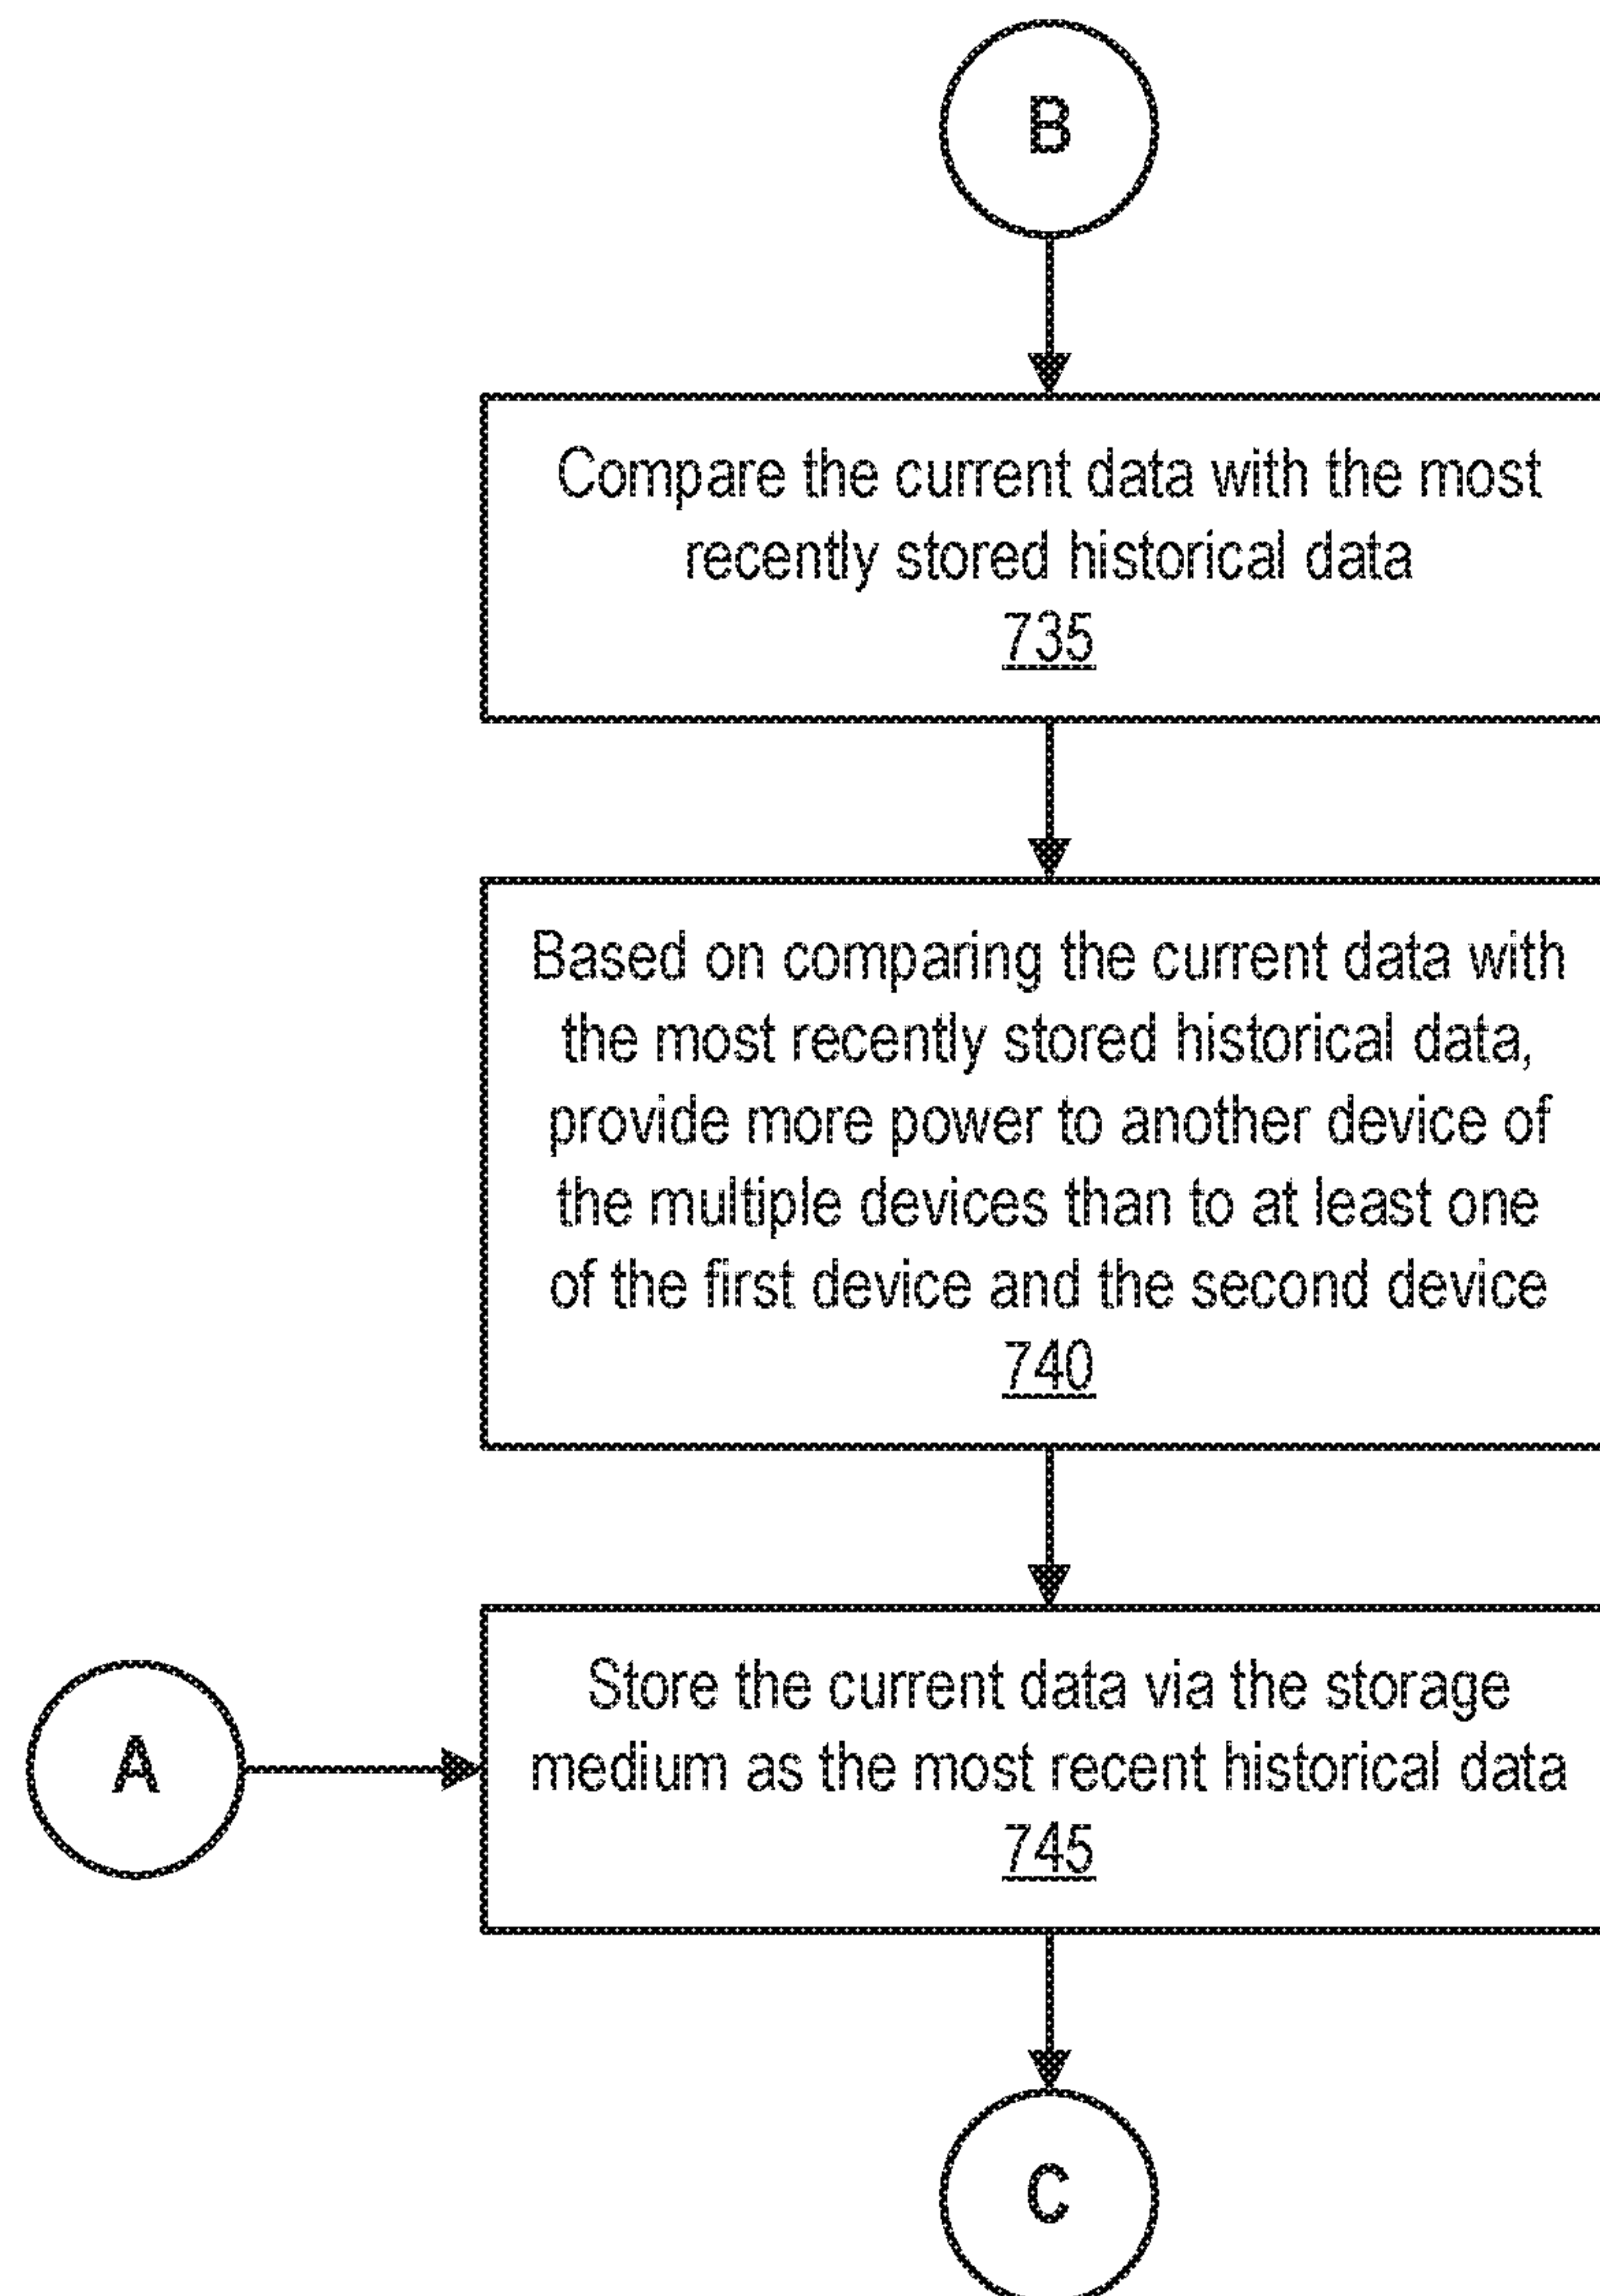 B
Compare the current data with the most
recently stored historical data
735
Based on comparing the current data with
the most recently stored historical data,
provide more power to another device of
the multiple devices than to at least one
of the first device and the second device
740
A
Store the current data via the storage
medium as the most recent historical data
745
C